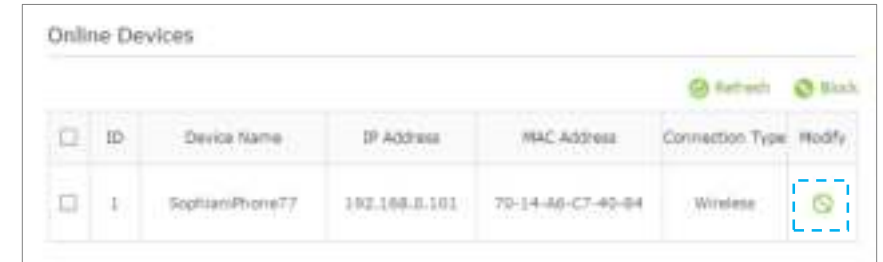 Online Devices
Refresh Block
ID Device Name IP Address MAC Address Connection Type Modify
1 SophianiPhone77 192.168.0.101 70-14-A6-C7-40-84 Wireless